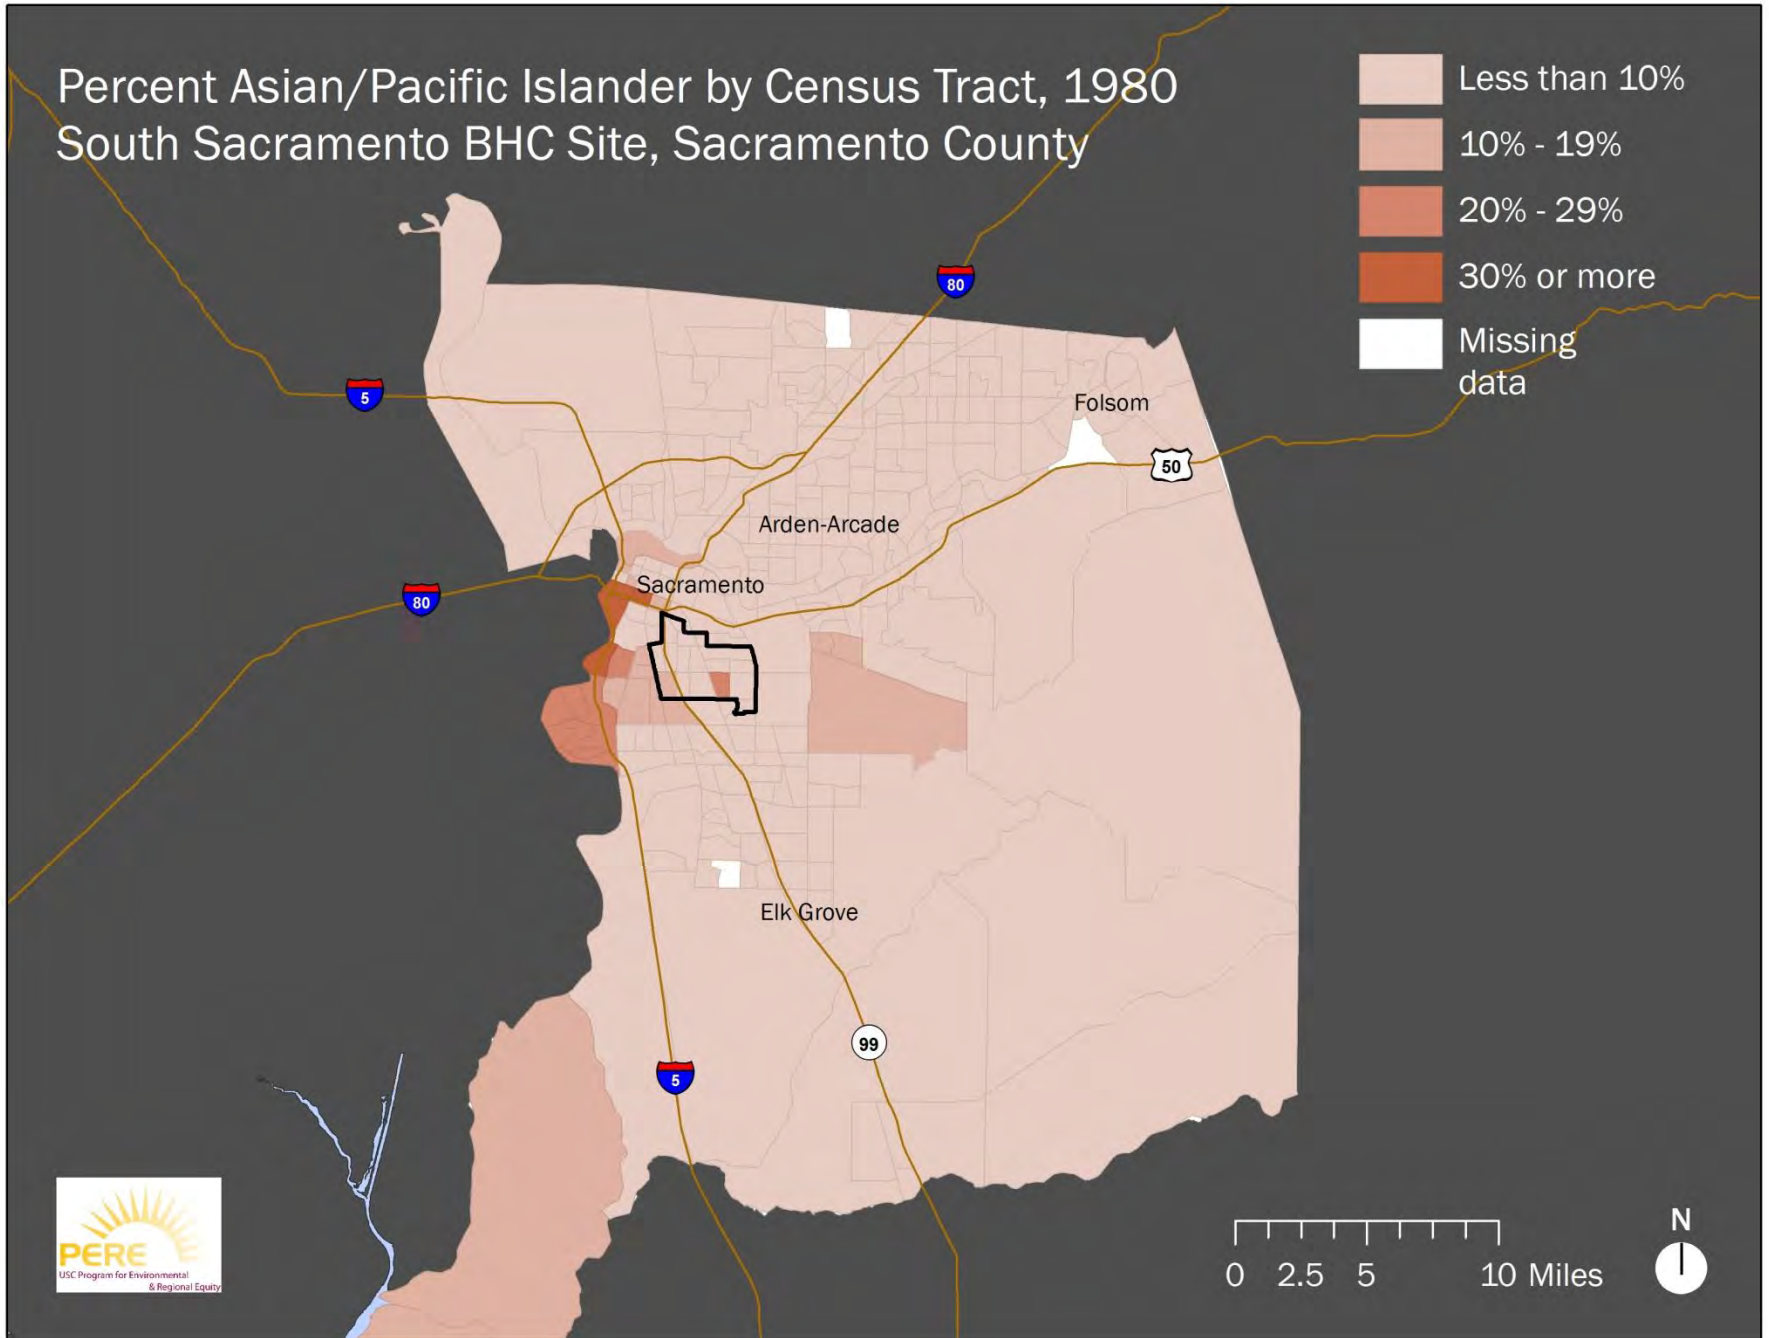 Percent Asian/Pacific Islander by Census Tract, 1980
South Sacramento BHC Site, Sacramento County
Less than 10%
10% - 19%
20% - 29%
30% or more
Missing
data
80
5
Folsom
50
Arden-Arcade
Sacramento
80
Elk Grove
99
5
PERE
USC Program for Environmental
& Regional Equity
0 2.5 5 10 Miles
N